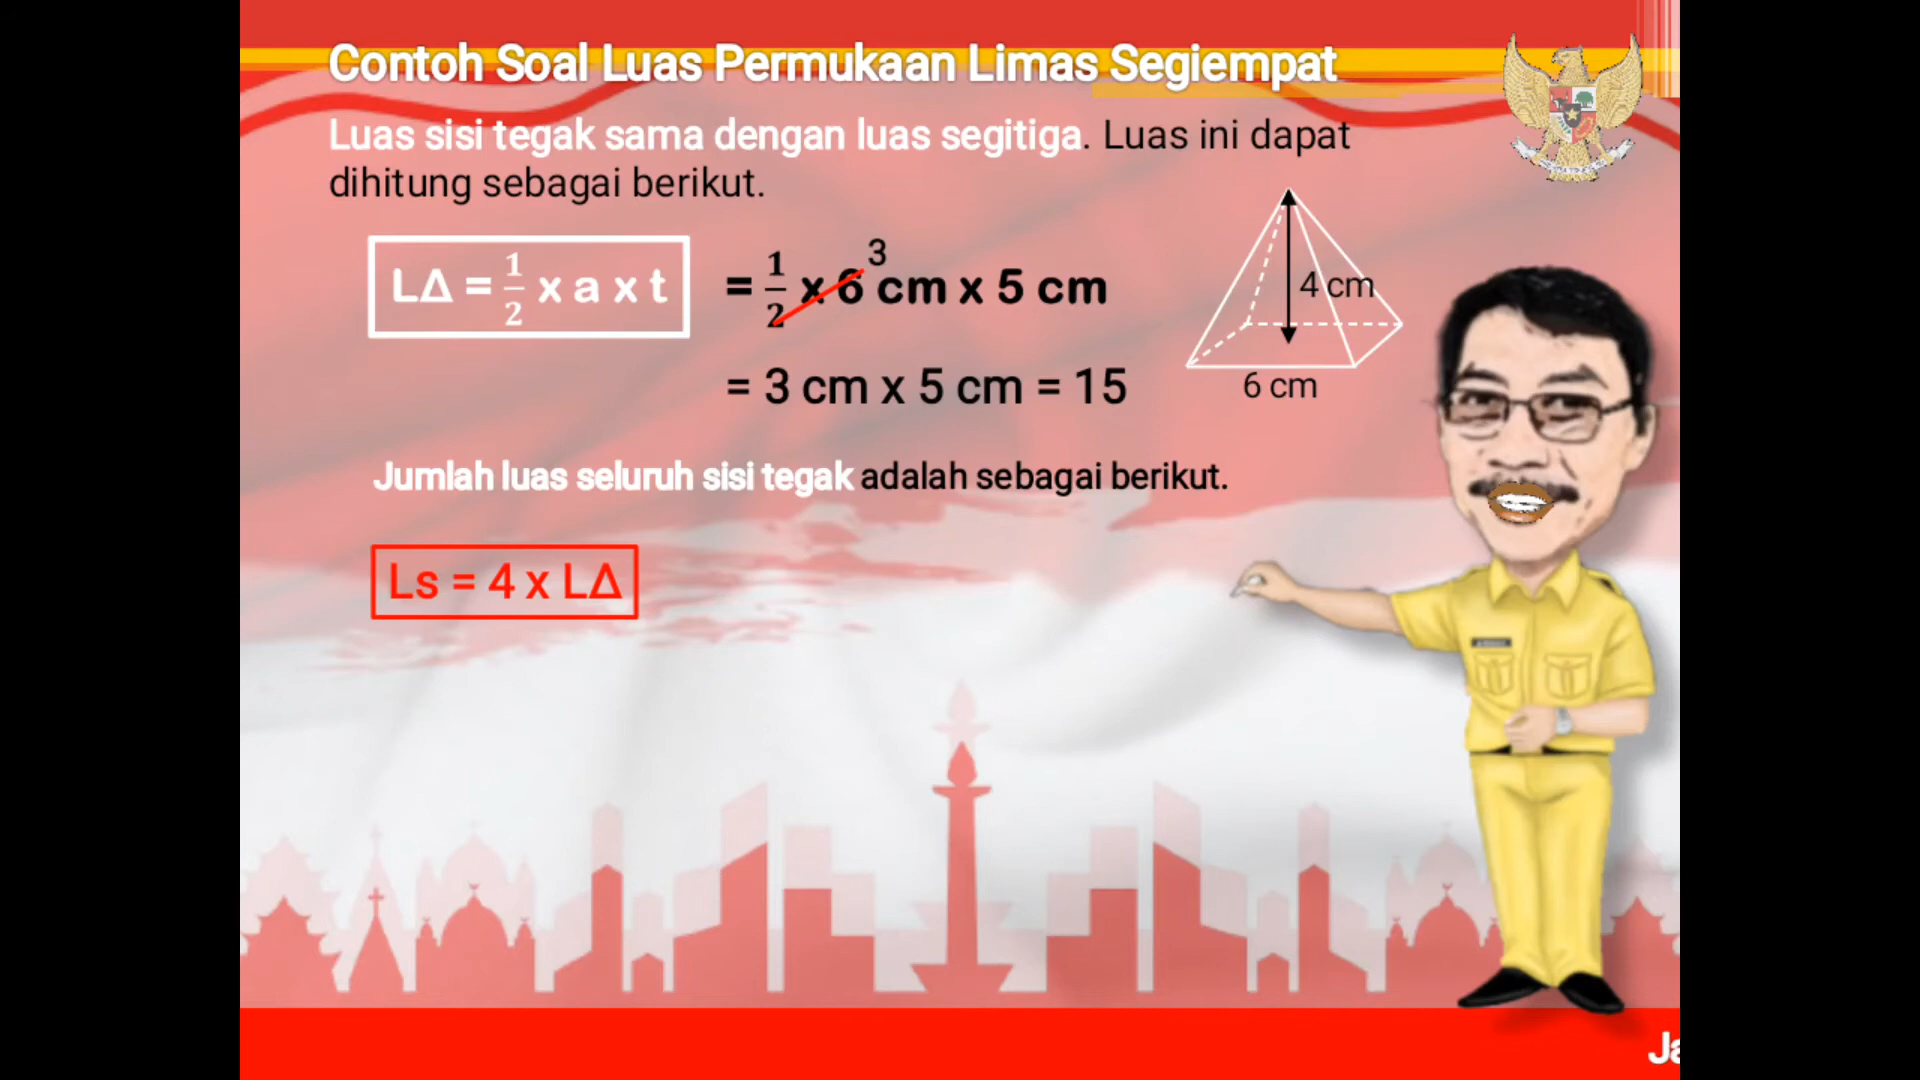 Contoh Soal Luas Permukaan Limas Segiempat
Luas sisi tegak sama dengan luas segitiga. Luas ini dapat
dihitung sebagai berikut.
L∆ = 1/2 x a x t = 1/2 x 6 3 cm x 5 cm
4 cm
= 3 cm x 5 cm = 15
6 cm
Jumlah luas seluruh sisi tegak adalah sebagai berikut.
Ls = 4 x L∆